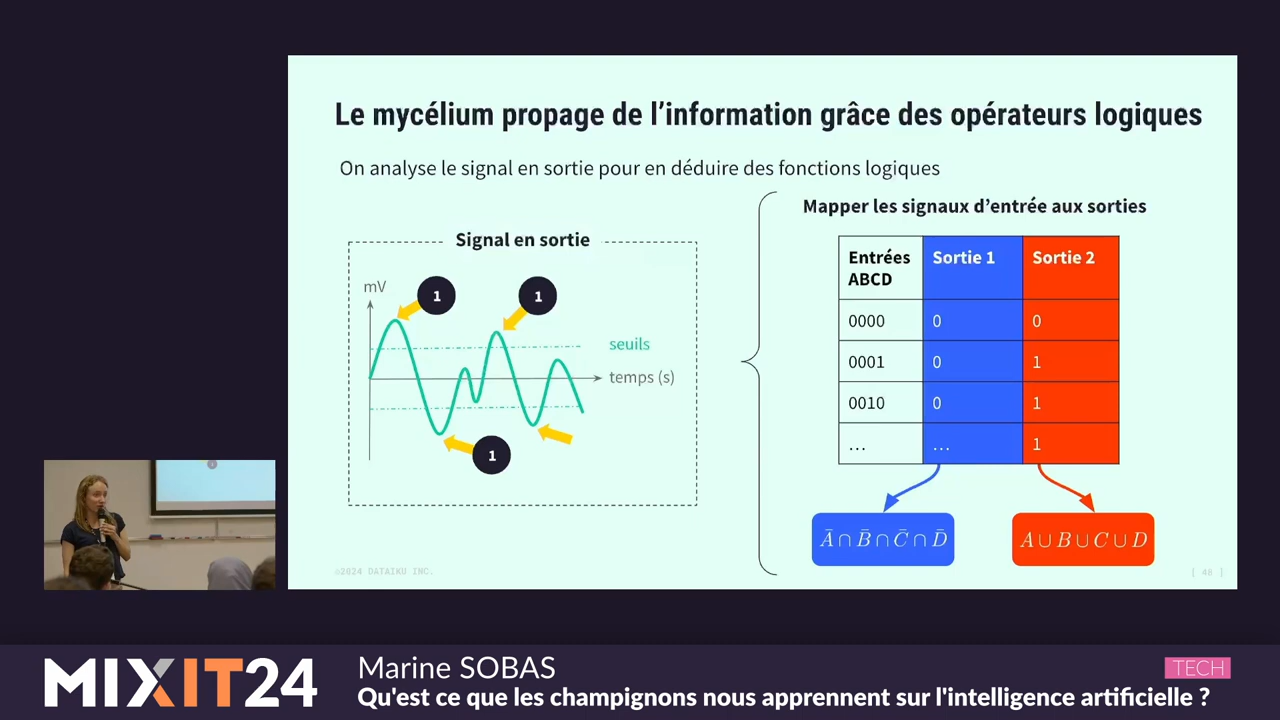 Le mycélium propage de l'information grâce des opérateurs logiques
On analyse le signal en sortie pour en déduire des fonctions logiques
Signal en sortie
mV
1
1
seuils
temps (s)
1
Mapper les signaux d'entrée aux sorties
Entrées ABCD Sortie 1 Sortie 2
0000 0 0
0001 0 1
0010 0 1
... ... 1
Ā∩B̄∩C̄∩D̄
A∪B∪C∪D
©2024 DATAIKU INC.
| 46 |
MIXIT24
Marine SOBAS
TECH
Qu'est ce que les champignons nous apprennent sur l'intelligence artificielle ?